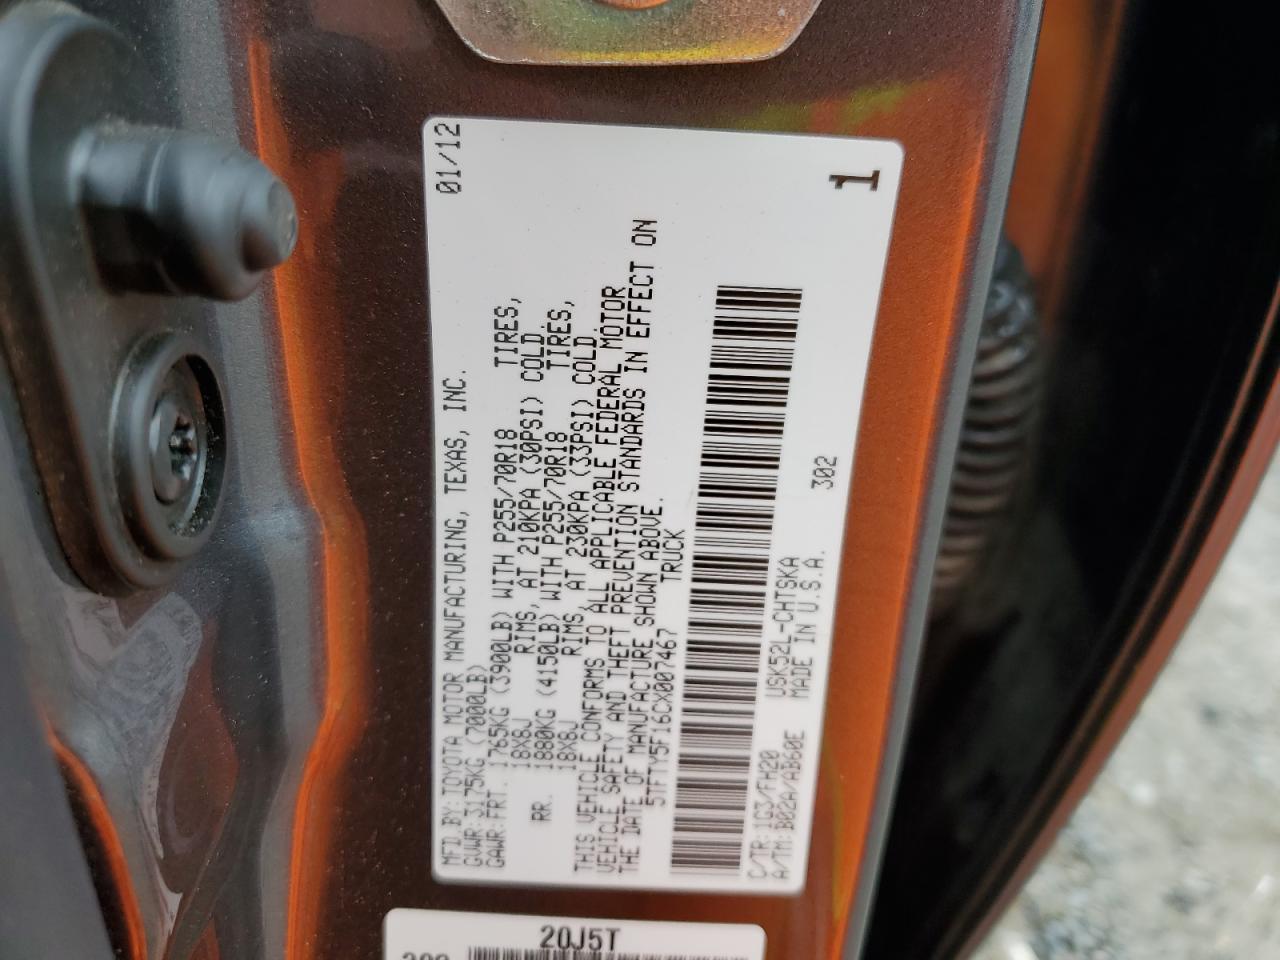 MFD.BY:TOYOTA MOTOR MANUFACTURING, TEXAS, INC. 01/12
GVWR:3175KG (7000LB)
GAWR:FRT. 1765KG (3900LB) WITH P255/70R18 TIRES,
18X8J RIMS, AT 210KPA (30PSI) COLD
RR. 1880KG (4150LB) WITH P255/70R18 TIRES,
18X8J RIMS, AT 230KPA (33PSI) COLD
THIS VEHICLE CONFORMS TO ALL APPLICABLE FEDERAL MOTOR
VEHICLE SAFETY AND THEFT PREVENTION STANDARDS IN EFFECT ON
THE DATE OF MANUFACTURE SHOWN ABOVE.
5TFTY5F16CX007467 TRUCK
C/TR: 1G3/FH20 USK52L-CHTSKA
A/TM: B02A/AB60E MADE IN U.S.A. 302
1
20J5T